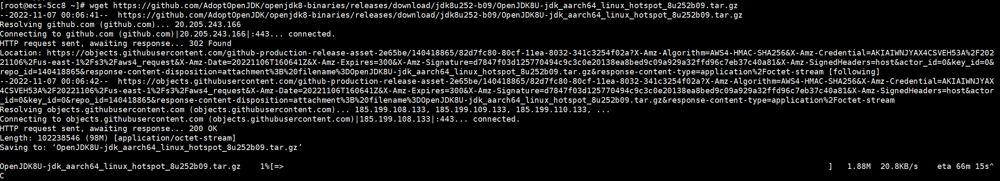 [root@ecs-5cc8 ~]# wget https://github.com/AdoptOpenJDK/openjdk8-binaries/releases/download/jdk8u252-b09/OpenJDK8U-jdk_aarch64_linux_hotspot_8u252b09.tar.gz
--2022-11-07 00:06:41--  https://github.com/AdoptOpenJDK/openjdk8-binaries/releases/download/jdk8u252-b09/OpenJDK8U-jdk_aarch64_linux_hotspot_8u252b09.tar.gz
Resolving github.com (github.com)... 20.205.243.166
Connecting to github.com (github.com)|20.205.243.166|:443... connected.
HTTP request sent, awaiting response... 302 Found
Location: https://objects.githubusercontent.com/github-production-release-asset-2e65be/140418865/82d7fc80-80cf-11ea-8032-341c3254f02a?X-Amz-Algorithm=AWS4-HMAC-SHA256&X-Amz-Credential=AKIAIWNJYAX4CSVEH53A%2F202
21106%2Fus-east-1%2Fs3%2Faws4_request&X-Amz-Date=20221106T160641Z&X-Amz-Expires=300&X-Amz-Signature=d7847f03d125770494c9c3c0e20138ea8bed9c09a929a32ffd96c7eb37c40a81&X-Amz-SignedHeaders=host&actor_id=0&key_id=0&
repo_id=140418865&response-content-disposition=attachment%3B%20filename%3DOpenJDK8U-jdk_aarch64_linux_hotspot_8u252b09.tar.gz&response-content-type=application%2Foctet-stream [following]
--2022-11-07 00:06:42--  https://objects.githubusercontent.com/github-production-release-asset-2e65be/140418865/82d7fc80-80cf-11ea-8032-341c3254f02a?X-Amz-Algorithm=AWS4-HMAC-SHA256&X-Amz-Credential=AKIAIWNJYAX
4CSVEH53A%2F20221106%2Fus-east-1%2Fs3%2Faws4_request&X-Amz-Date=20221106T160641Z&X-Amz-Expires=300&X-Amz-Signature=d7847f03d125770494c9c3c0e20138ea8bed9c09a929a32ffd96c7eb37c40a81&X-Amz-SignedHeaders=host&actor
_id=0&key_id=0&repo_id=140418865&response-content-disposition=attachment%3B%20filename%3DOpenJDK8U-jdk_aarch64_linux_hotspot_8u252b09.tar.gz&response-content-type=application%2Foctet-stream
Resolving objects.githubusercontent.com (objects.githubusercontent.com)... 185.199.108.133, 185.199.109.133, 185.199.110.133, ...
Connecting to objects.githubusercontent.com (objects.githubusercontent.com)|185.199.108.133|:443... connected.
HTTP request sent, awaiting response... 200 OK
Length: 102238546 (98M) [application/octet-stream]
Saving to: ‘OpenJDK8U-jdk_aarch64_linux_hotspot_8u252b09.tar.gz’
OpenJDK8U-jdk_aarch64_linux_hotspot_8u252b09.tar.gz    1%[=>                    ]   1.88M  20.8KB/s    eta 66m 15s^
C